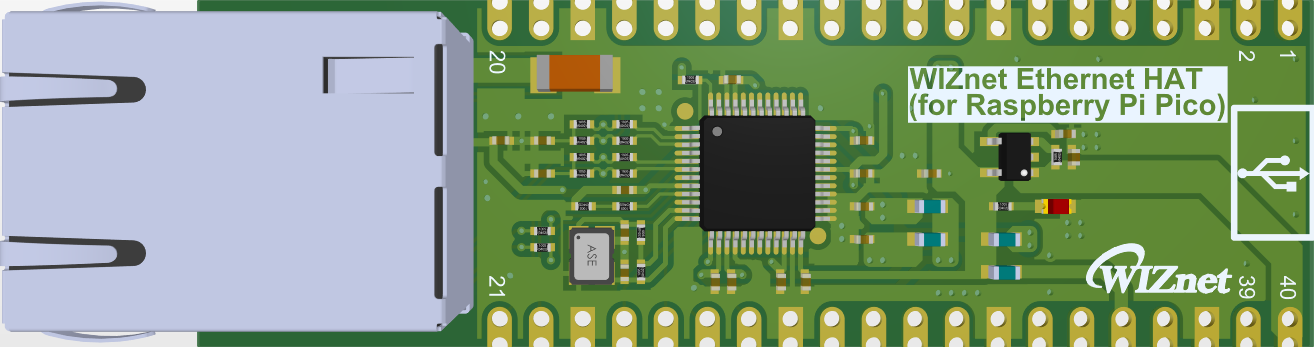 20
2
1
WIZnet Ethernet HAT
(for Raspberry Pi Pico)
ASE
21
WIZnet
39
40